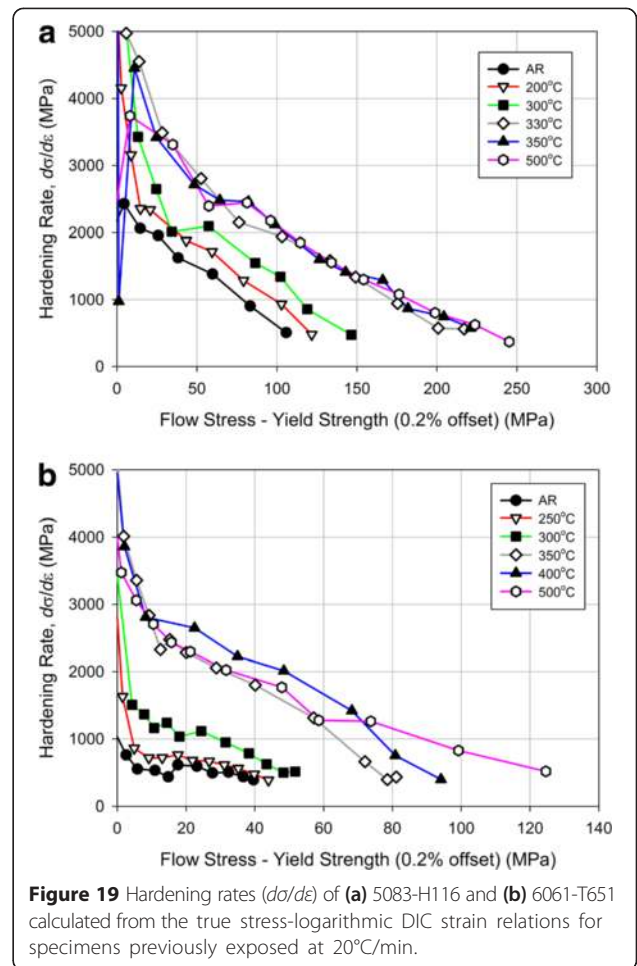 a
5000
4000
3000
2000
1000
0
Hardening Rate, dσ/dε (MPa)
AR
200°C
300°C
330°C
350°C
500°C
0 50 100 150 200 250 300
Flow Stress - Yield Strength (0.2% offset) (MPa)
b
5000
4000
3000
2000
1000
0
Hardening Rate, dσ/dε (MPa)
AR
250°C
300°C
350°C
400°C
500°C
0 20 40 60 80 100 120 140
Flow Stress - Yield Strength (0.2% offset) (MPa)
Figure 19 Hardening rates (dσ/dε) of (a) 5083-H116 and (b) 6061-T651
calculated from the true stress-logarithmic DIC strain relations for
specimens previously exposed at 20°C/min.